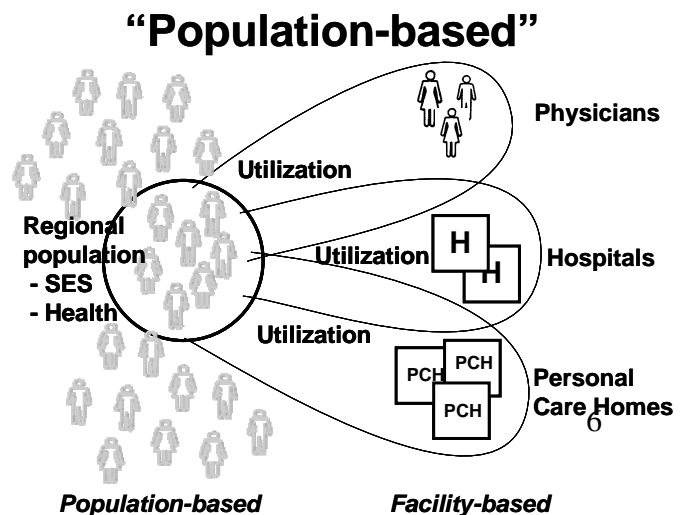 “Population-based”
Physicians
Utilization
Regional
population
- SES
- Health
Utilization
H
H
Hospitals
Utilization
PCH
PCH
PCH
Personal
Care Homes
6
Population-based
Facility-based